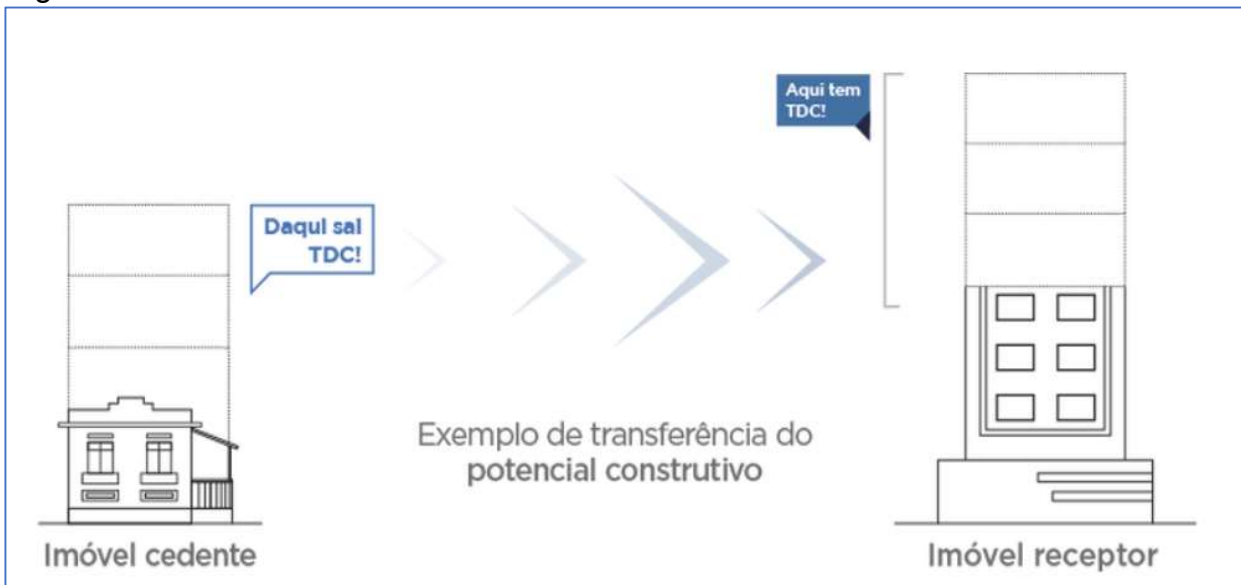 Aqui tem
TDC!
Daqui sai
TDC!
Exemplo de transferência do
potencial construtivo
Imóvel cedente
Imóvel receptor